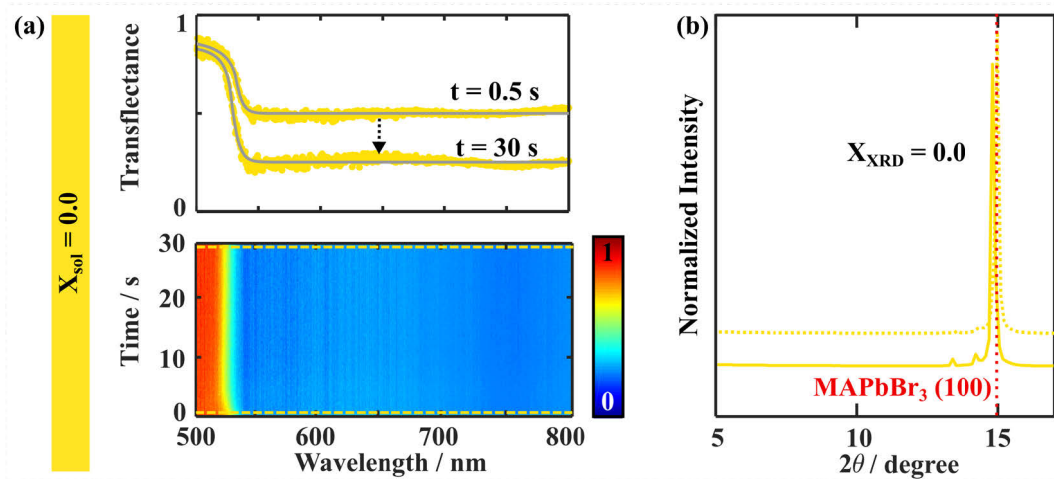 (a)
X_sol = 0.0
Transflectance
1
0
t = 0.5 s
t = 30 s
Time / s
30
20
10
0
500 600 700 800
Wavelength / nm
1
0
(b)
Normalized Intensity
X_XRD = 0.0
MAPbBr₃ (100)
5 10 15
2θ / degree